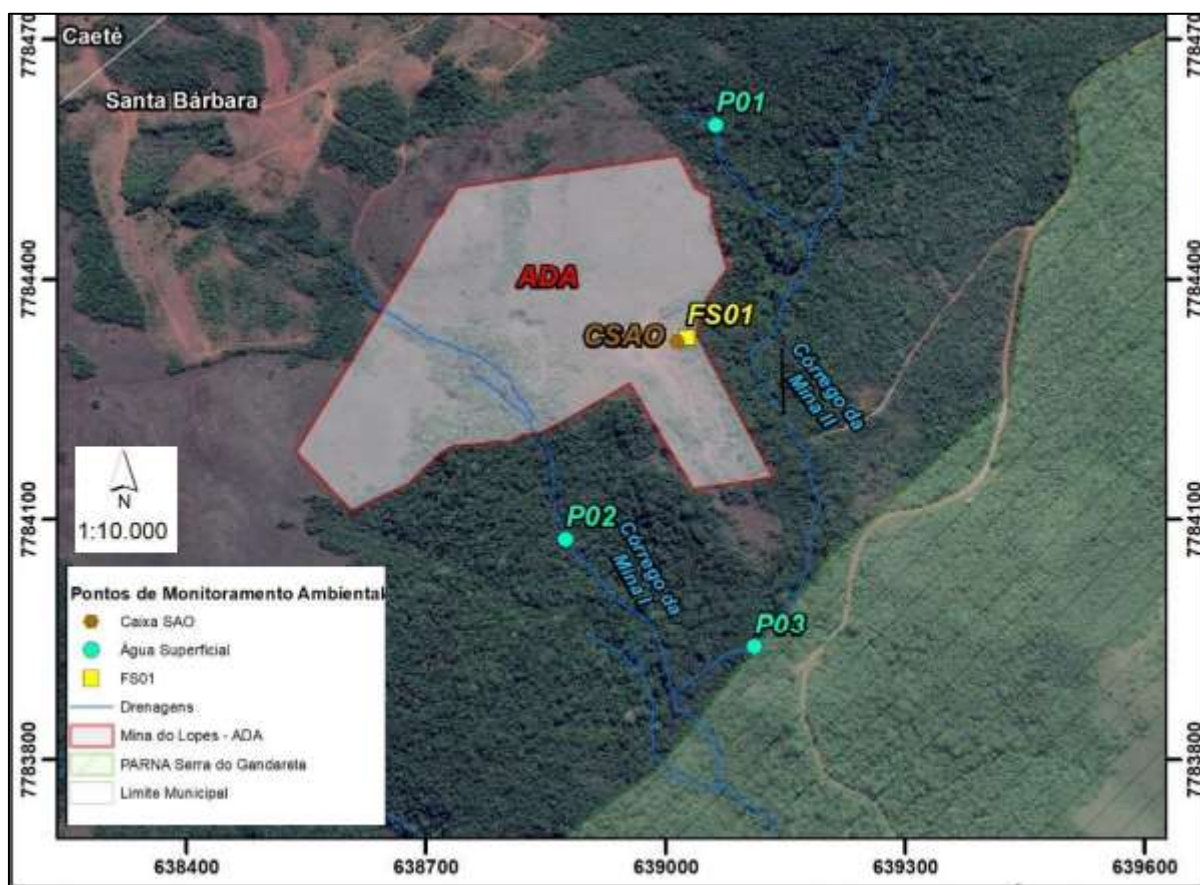 Caeté
Santa Bárbara
P01
ADA
FS01
CSAO
Córrego da
Mina II
N
1:10.000
P02
Córrego da
Mina I
P03
Pontos de Monitoramento Ambiental
Caixa SAO
Água Superficial
FS01
Drenagens
Mina do Lopes - ADA
PARNA Serra do Gandarela
Limite Municipal
7784700
7784400
7784100
7783800
7784700
7784400
7784100
7783800
638400
638700
639000
639300
639600